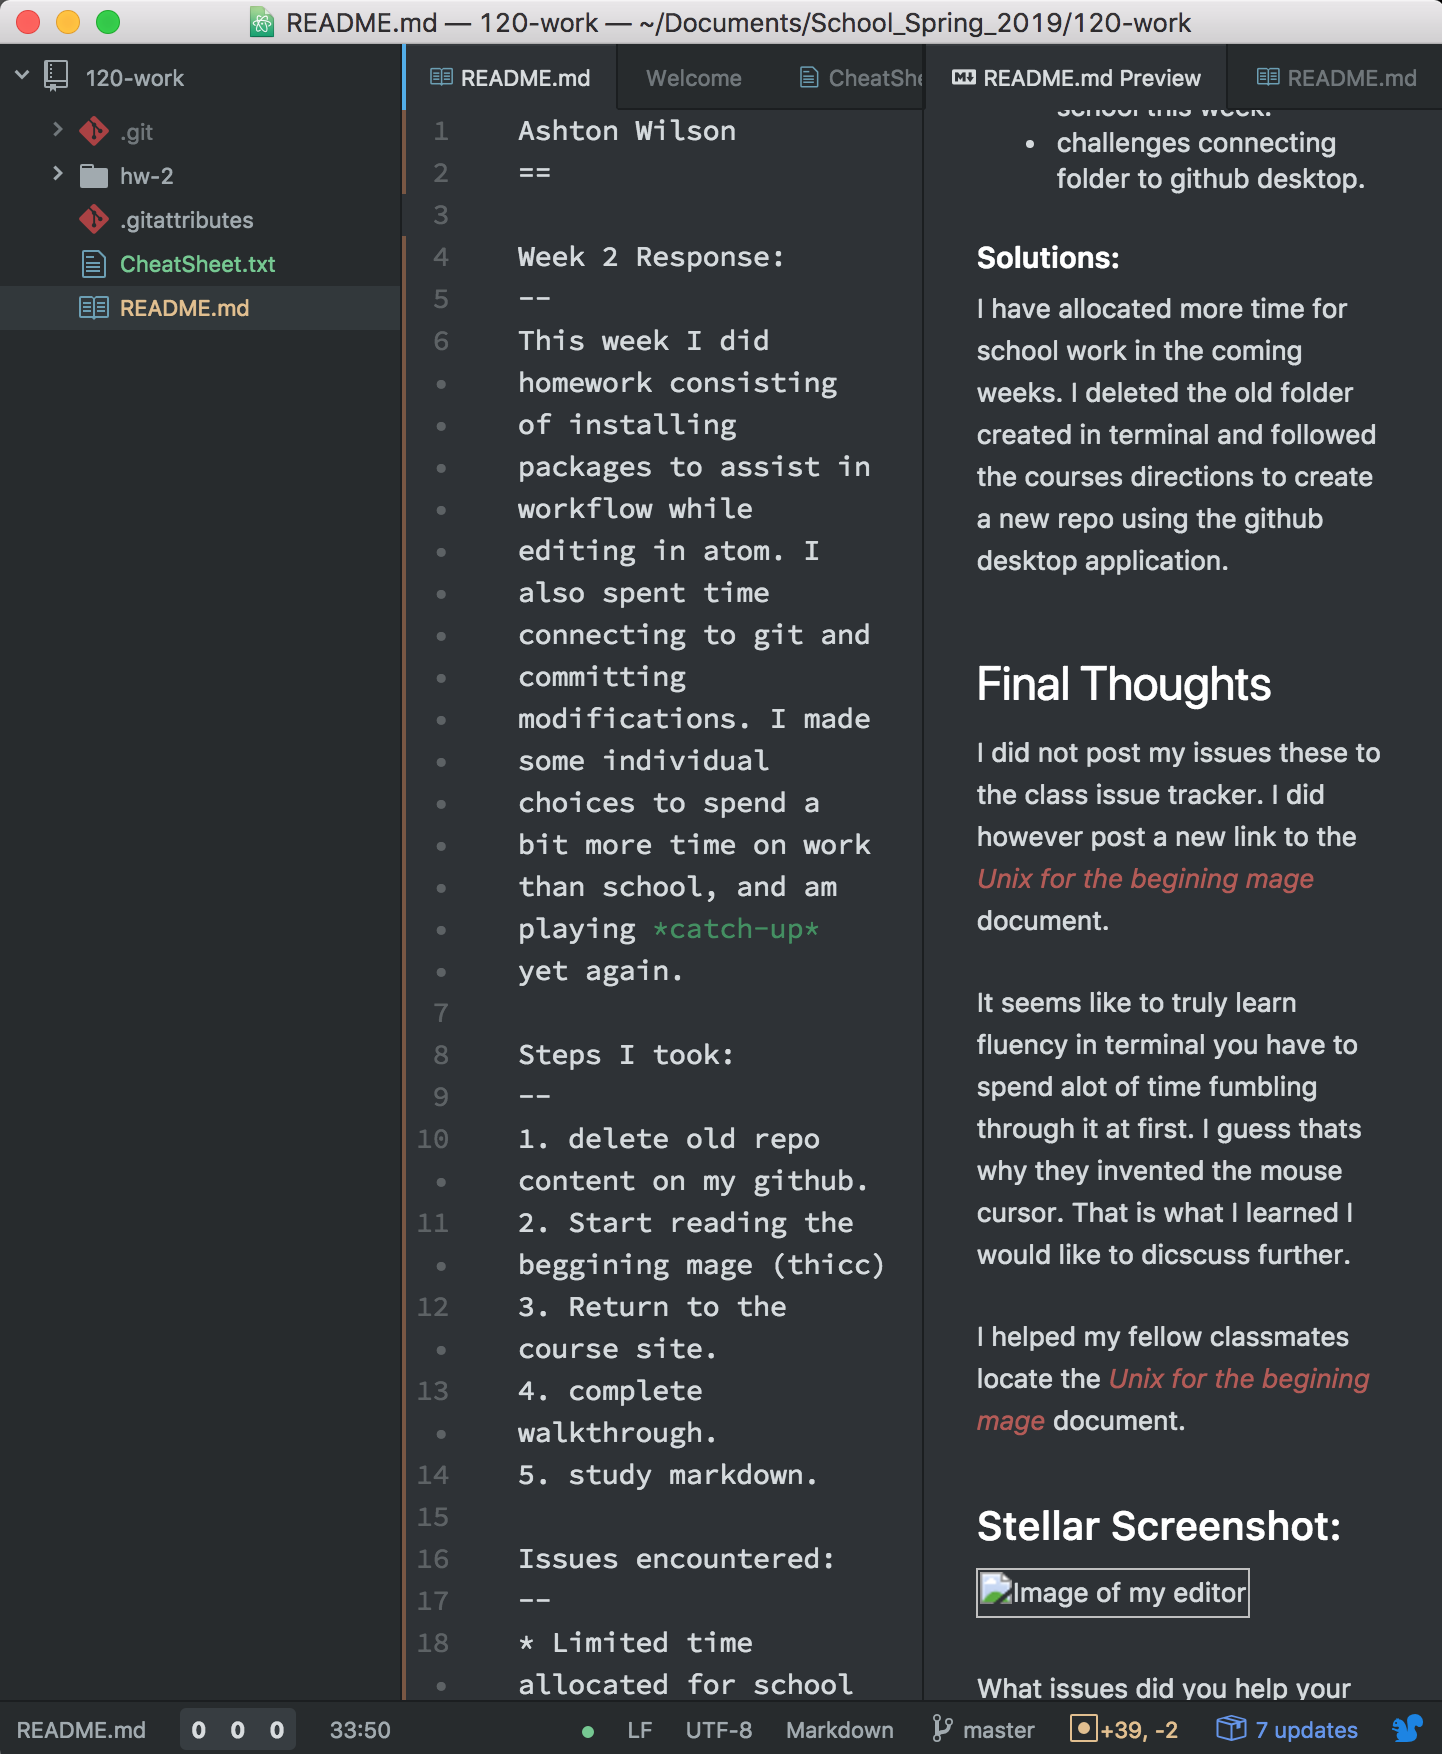 README.md — 120-work — ~/Documents/School_Spring_2019/120-work
120-work
.git
hw-2
.gitattributes
CheatSheet.txt
README.md
README.md Welcome CheatShe
1 Ashton Wilson
2 ==
3
4 Week 2 Response:
5 --
6 This week I did
• homework consisting
• of installing
• packages to assist in
• workflow while
• editing in atom. I
• also spent time
• connecting to git and
• committing
• modifications. I made
• some individual
• choices to spend a
• bit more time on work
• than school, and am
• playing *catch-up*
• yet again.
7
8 Steps I took:
9 --
10 1. delete old repo
• content on my github.
11 2. Start reading the
• beggining mage (thicc)
12 3. Return to the
• course site.
13 4. complete
• walkthrough.
14 5. study markdown.
15
16 Issues encountered:
17 --
18 * Limited time
• allocated for school
README.md Preview README.md
school this week.
• challenges connecting
folder to github desktop.
Solutions:
I have allocated more time for
school work in the coming
weeks. I deleted the old folder
created in terminal and followed
the courses directions to create
a new repo using the github
desktop application.
Final Thoughts
I did not post my issues these to
the class issue tracker. I did
however post a new link to the
Unix for the begining mage
document.
It seems like to truly learn
fluency in terminal you have to
spend alot of time fumbling
through it at first. I guess thats
why they invented the mouse
cursor. That is what I learned I
would like to dicscuss further.
I helped my fellow classmates
locate the Unix for the begining
mage document.
Stellar Screenshot:
Image of my editor
What issues did you help your
README.md 0 0 0 33:50 LF UTF-8 Markdown master +39, -2 7 updates